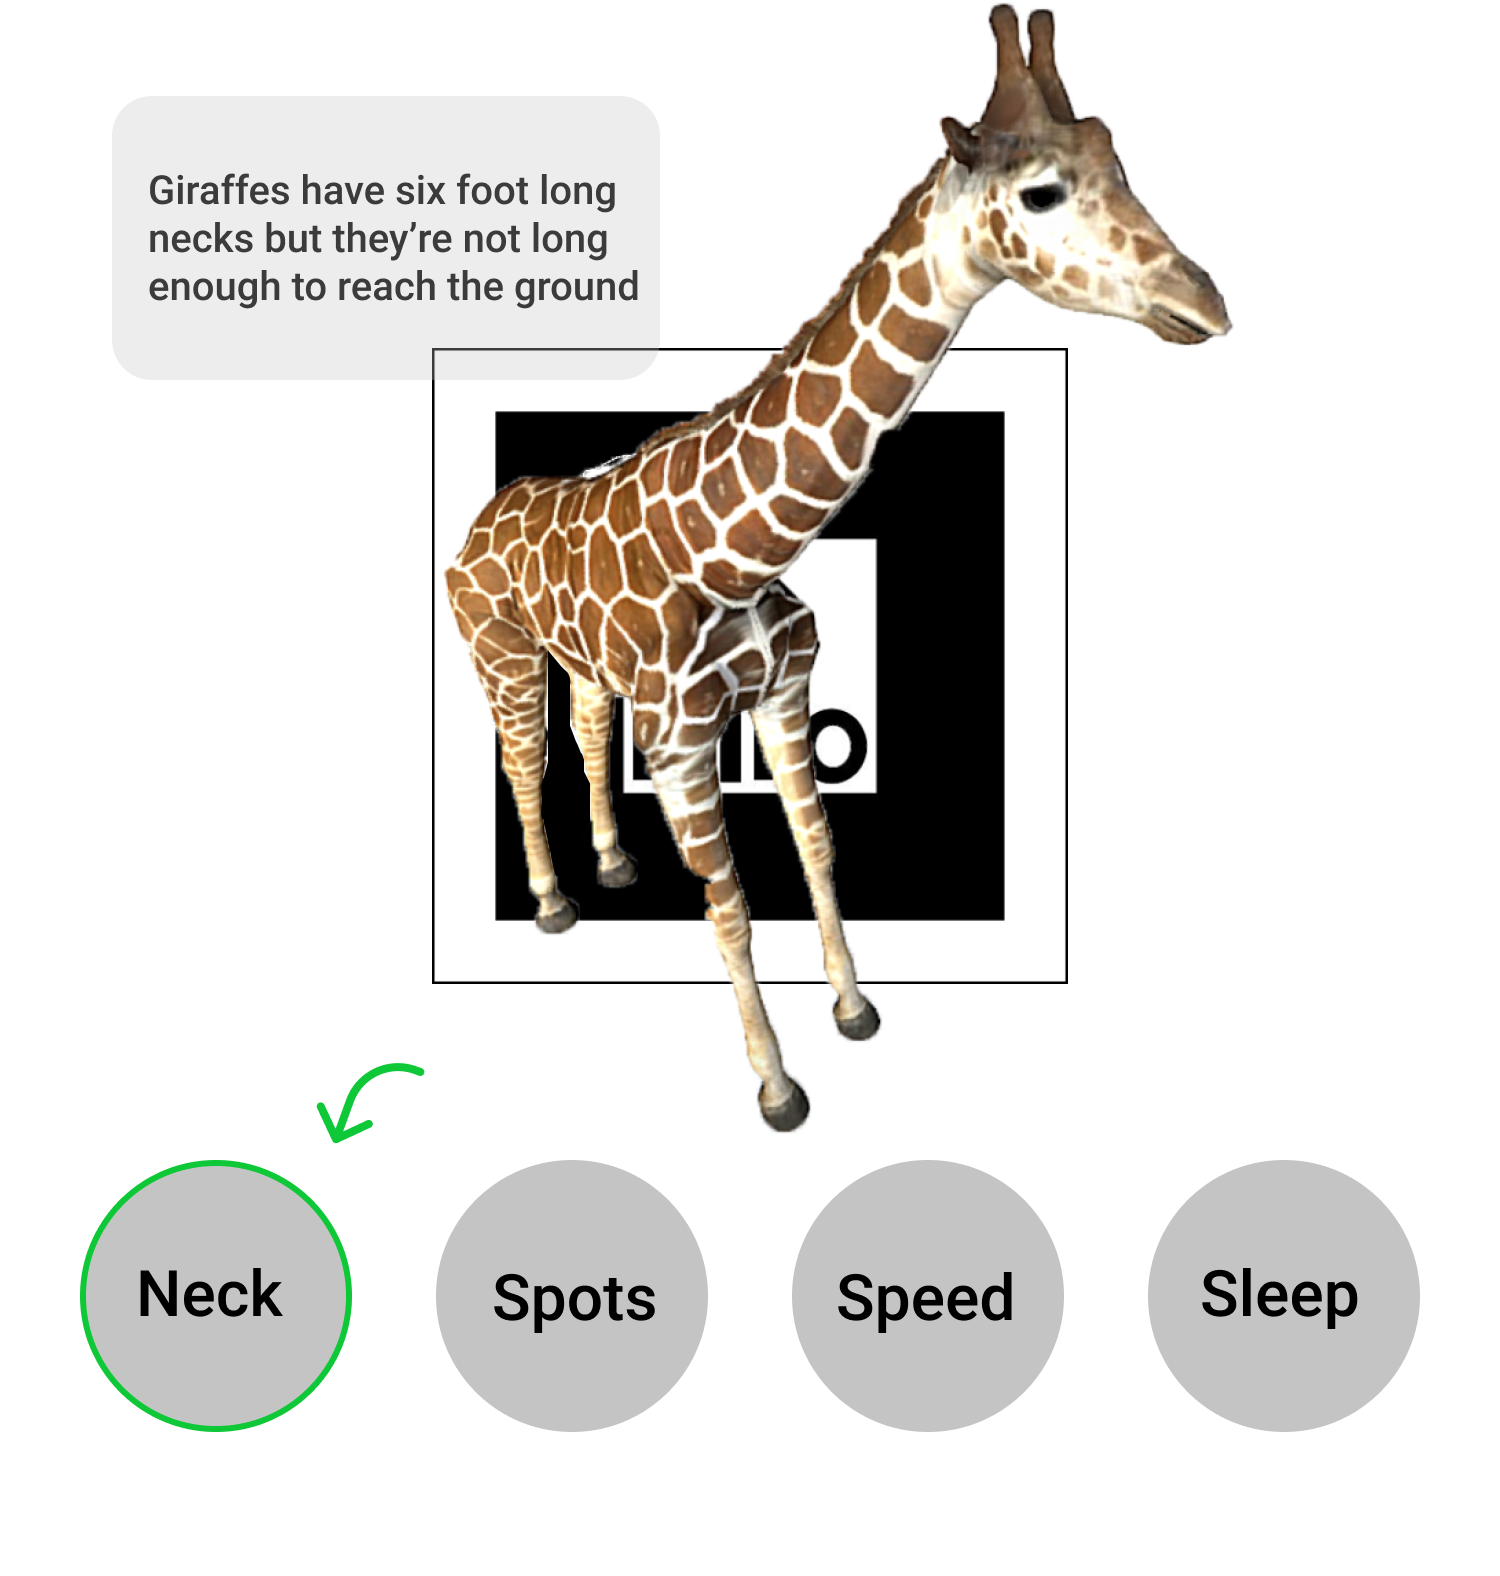 Giraffes have six foot long
necks but they’re not long
enough to reach the ground
Neck
Spots
Speed
Sleep